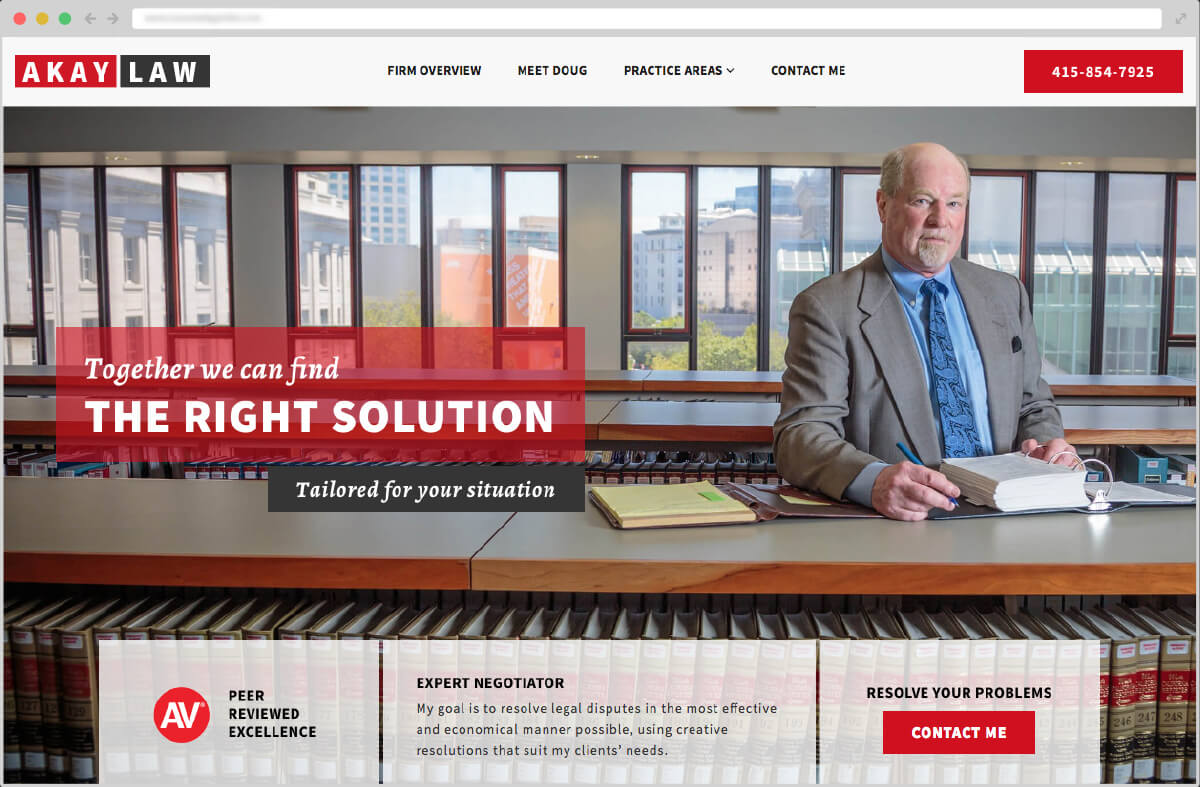 AKAY LAW
FIRM OVERVIEW
MEET DOUG
PRACTICE AREAS
CONTACT ME
415-854-7925
Together we can find
THE RIGHT SOLUTION
Tailored for your situation
AV®
PEER
REVIEWED
EXCELLENCE
EXPERT NEGOTIATOR
My goal is to resolve legal disputes in the most effective
and economical manner possible, using creative
resolutions that suit my clients’ needs.
RESOLVE YOUR PROBLEMS
CONTACT ME
246
247
248